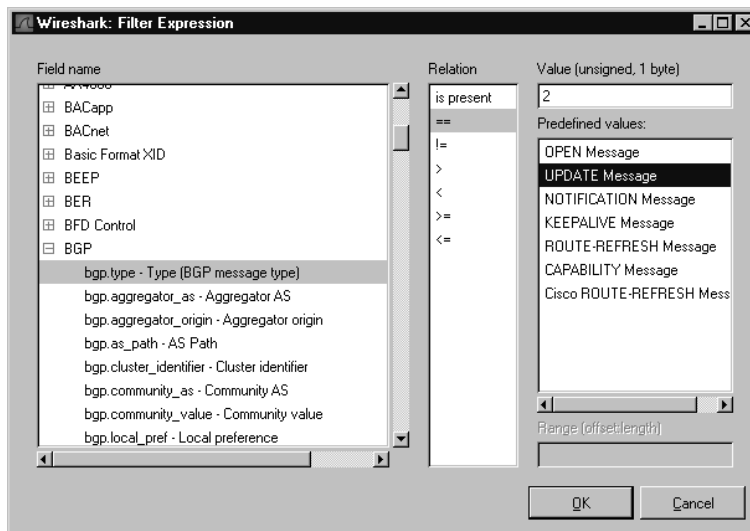 Wireshark: Filter Expression
Field name
BACapp
BACnet
Basic Format XID
BEEP
BER
BFD Control
BGP
bgp.type - Type (BGP message type)
bgp.aggregator_as - Aggregator AS
bgp.aggregator_origin - Aggregator origin
bgp.as_path - AS Path
bgp.cluster_identifier - Cluster identifier
bgp.community_as - Community AS
bgp.community_value - Community value
bgp.local_pref - Local preference
Relation
is present
==
!=
>
<
>=
<=
Value (unsigned, 1 byte)
2
Predefined values:
OPEN Message
UPDATE Message
NOTIFICATION Message
KEEPALIVE Message
ROUTE-REFRESH Message
CAPABILITY Message
Cisco ROUTE-REFRESH Mess
Range (offset:length)
OK
Cancel